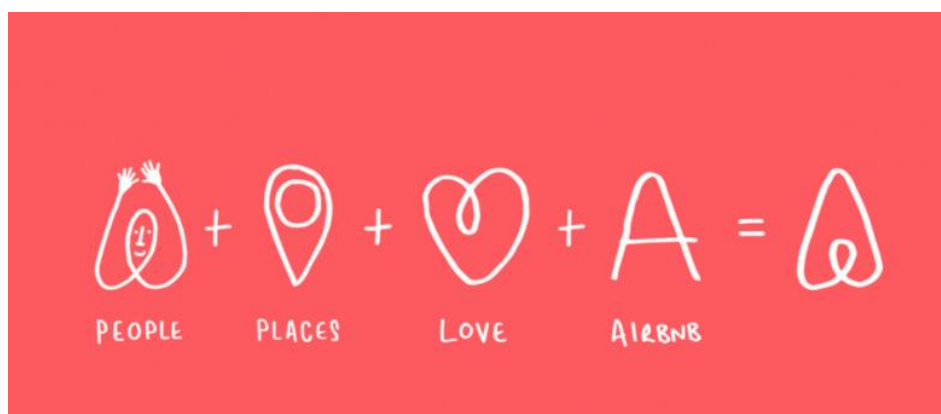 + + + A =
PEOPLE PLACES LOVE AIRBNB